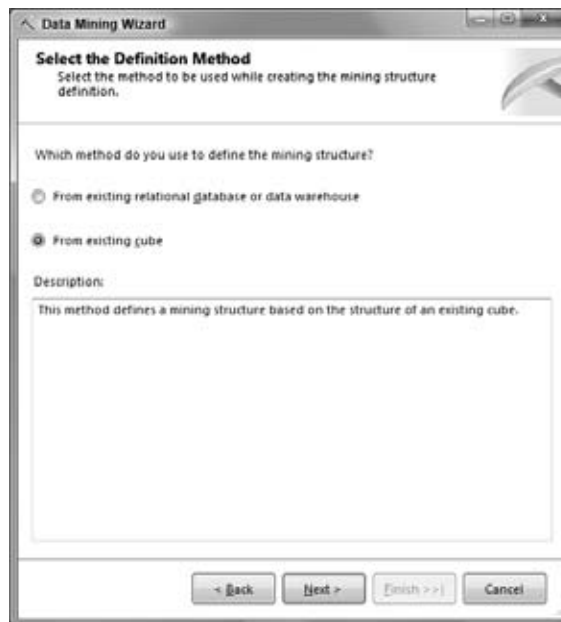 Data Mining Wizard
Select the Definition Method
Select the method to be used while creating the mining structure
definition.
Which method do you use to define the mining structure?
From existing relational database or data warehouse
From existing cube
Description:
This method defines a mining structure based on the structure of an existing cube.
< Back
Next >
Finish >>|
Cancel